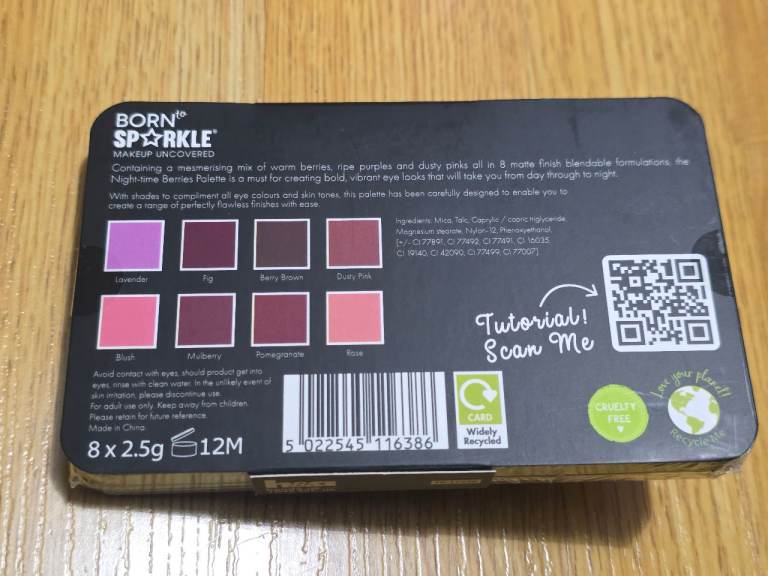 BORN to
SP☆RKLE®
MAKEUP UNCOVERED
Containing a mesmerising mix of warm berries, ripe purples and dusty pinks all in 8 matte finish blendable formulations, the
Night-time Berries Palette is a must for creating bold, vibrant eye looks that will take you from day through to night.
With shades to compliment all eye colours and skin tones, this palette has been carefully designed to enable you to
create a range of perfectly flawless finishes with ease.
Ingredients: Mica, Talc, Caprylic / capric triglyceride,
Magnesium stearate, Nylon-12, Phenoxyethanol,
[+/- CI 77891, CI 77492, CI 77491, CI 16035,
CI 19140, CI 42090, CI 77499, CI 77007]
Lavender
Fig
Berry Brown
Dusty Pink
Blush
Mulberry
Pomegranate
Rose
Tutorial!
Scan Me
Avoid contact with eyes, should product get into
eyes, rinse with clean water. In the unlikely event of
skin irritation, please discontinue use.
For adult use only. Keep away from children.
Please retain for future reference.
Made in China.
8 x 2.5g
12M
5 022545 116386
CARD
Widely
Recycled
CRUELTY
FREE
Love your planet!
Recycle Me